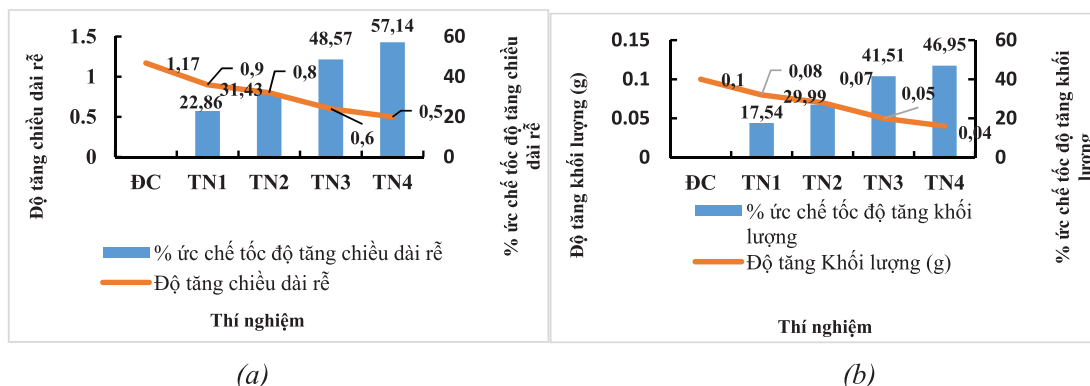 Độ tăng chiều dài rễ
1.5
1
0.5
0
1,17
0,9
0,8
0,6
0,5
22,86
31,43
48,57
57,14
60
40
20
0
% ức chế tốc độ tăng chiều
dài rễ
ĐC TN1 TN2 TN3 TN4
% ức chế tốc độ tăng chiều dài rễ
Độ tăng chiều dài rễ
Thí nghiệm
(a)
Độ tăng khối lượng (g)
0.15
0.1
0.05
0
0,1
0,08
0,07
0,05
0,04
17,54
29,99
41,51
46,95
60
40
20
0
% ức chế tốc độ tăng khối
lượng
ĐC TN1 TN2 TN3 TN4
% ức chế tốc độ tăng khối
lượng
Độ tăng Khối lượng (g)
Thí nghiệm
(b)